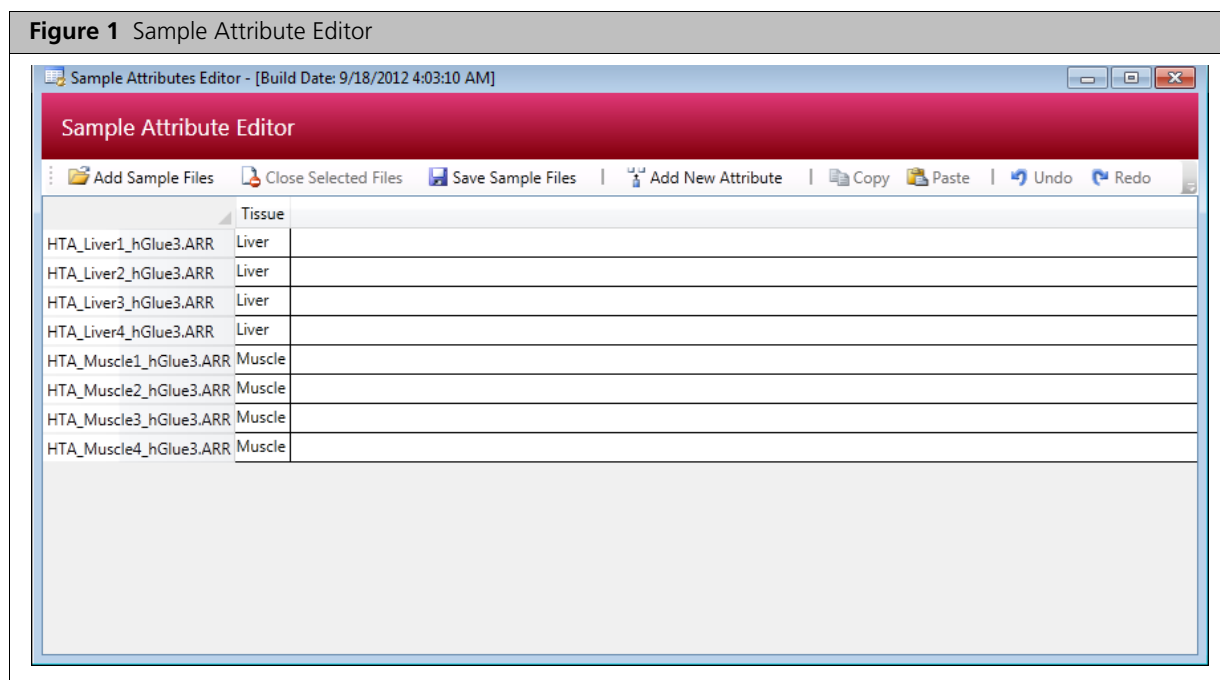 Figure 1 Sample Attribute Editor
Sample Attributes Editor - [Build Date: 9/18/2012 4:03:10 AM]
Sample Attribute Editor
Add Sample Files Close Selected Files Save Sample Files | Add New Attribute | Copy Paste | Undo Redo
Tissue
HTA_Liver1_hGlue3.ARR Liver
HTA_Liver2_hGlue3.ARR Liver
HTA_Liver3_hGlue3.ARR Liver
HTA_Liver4_hGlue3.ARR Liver
HTA_Muscle1_hGlue3.ARR Muscle
HTA_Muscle2_hGlue3.ARR Muscle
HTA_Muscle3_hGlue3.ARR Muscle
HTA_Muscle4_hGlue3.ARR Muscle